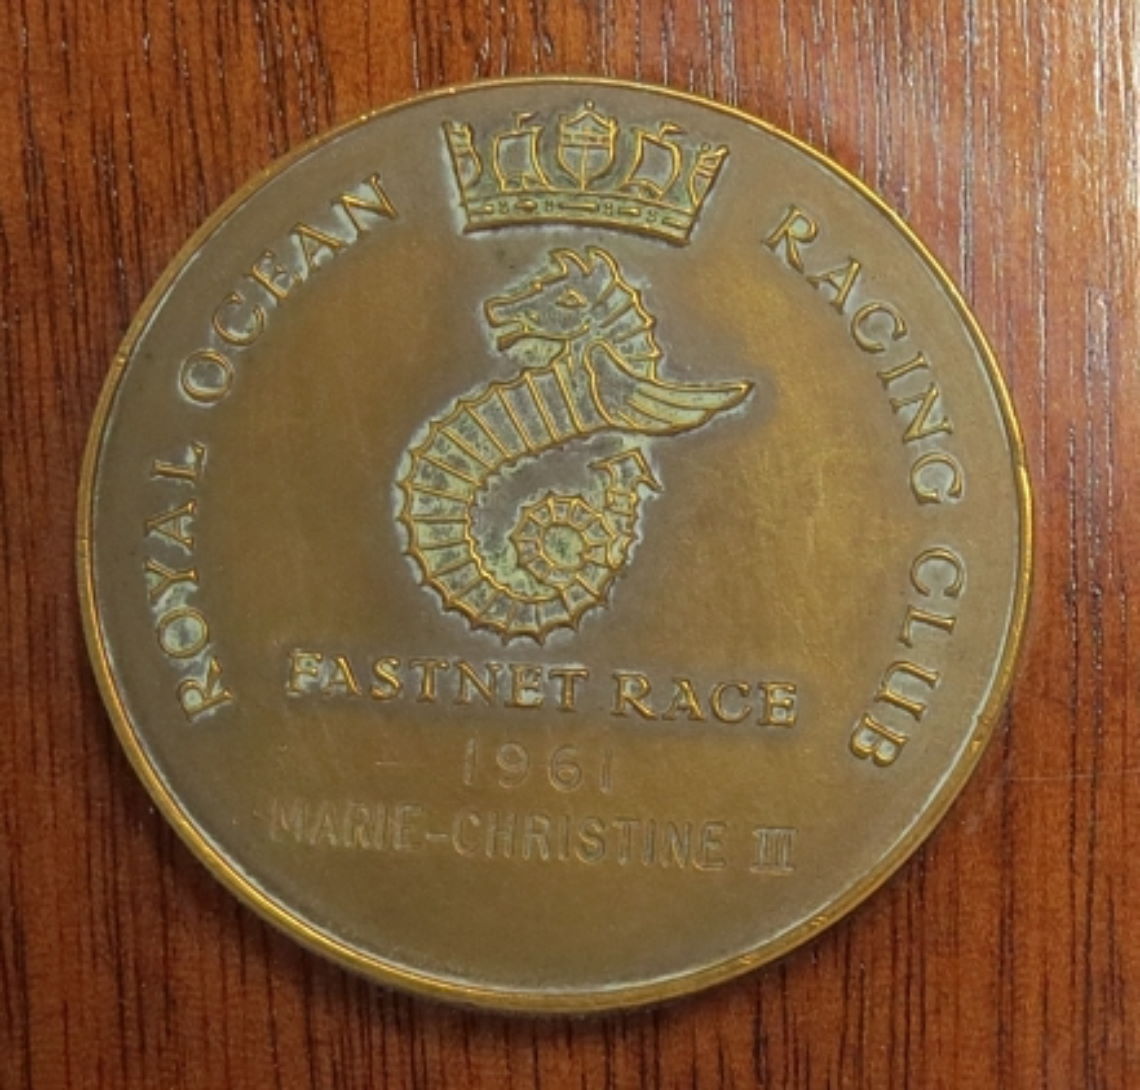 ROYAL OCEAN RACING CLUB
FASTNET RACE
1961
MARIE-CHRISTINE III